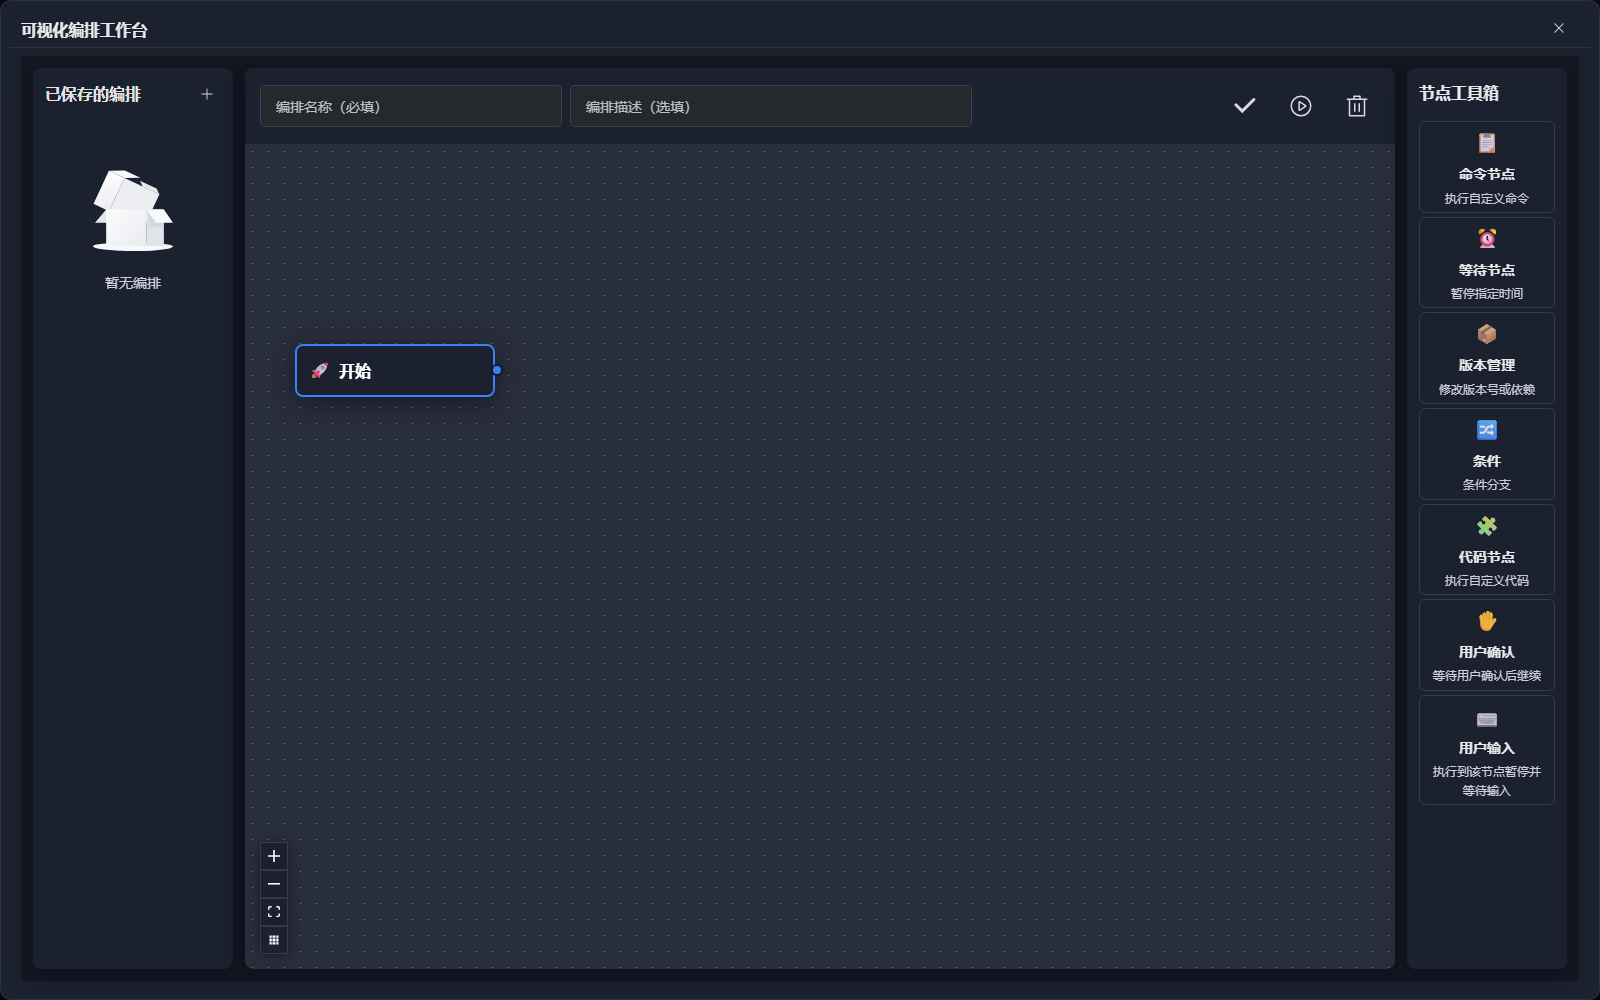 可视化编排工作台
已保存的编排
暂无编排
编排名称（必填）
编排描述（选填）
开始
节点工具箱
命令节点
执行自定义命令
等待节点
暂停指定时间
版本管理
修改版本号或依赖
条件
条件分支
代码节点
执行自定义代码
用户确认
等待用户确认后继续
用户输入
执行到该节点暂停并
等待输入